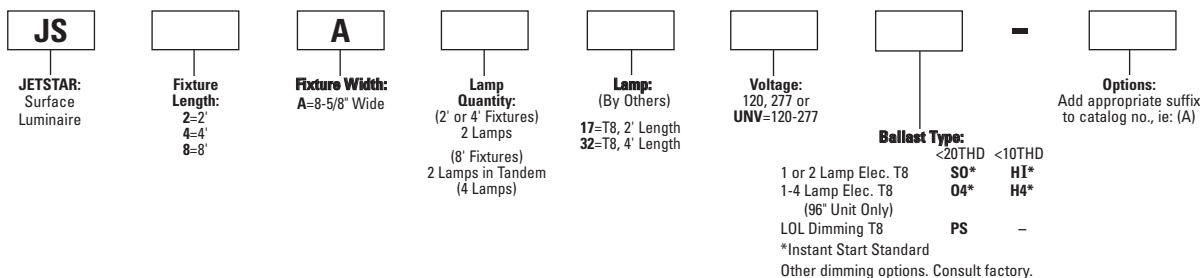 JS
A
-
JETSTAR:
Surface
Luminaire
Fixture
Length:
2=2'
4=4'
8=8'
Fixture Width:
A=8-5/8" Wide
Lamp
Quantity:
(2' or 4' Fixtures)
2 Lamps
(8' Fixtures)
2 Lamps in Tandem
(4 Lamps)
Lamp:
(By Others)
17=T8, 2' Length
32=T8, 4' Length
Voltage:
120, 277 or
UNV=120-277
Ballast Type:
<20THD <10THD
1 or 2 Lamp Elec. T8 SO* HI*
1-4 Lamp Elec. T8 O4* H4*
(96" Unit Only)
LOL Dimming T8 PS –
*Instant Start Standard
Other dimming options. Consult factory.
Options:
Add appropriate suffix
to catalog no., ie: (A)